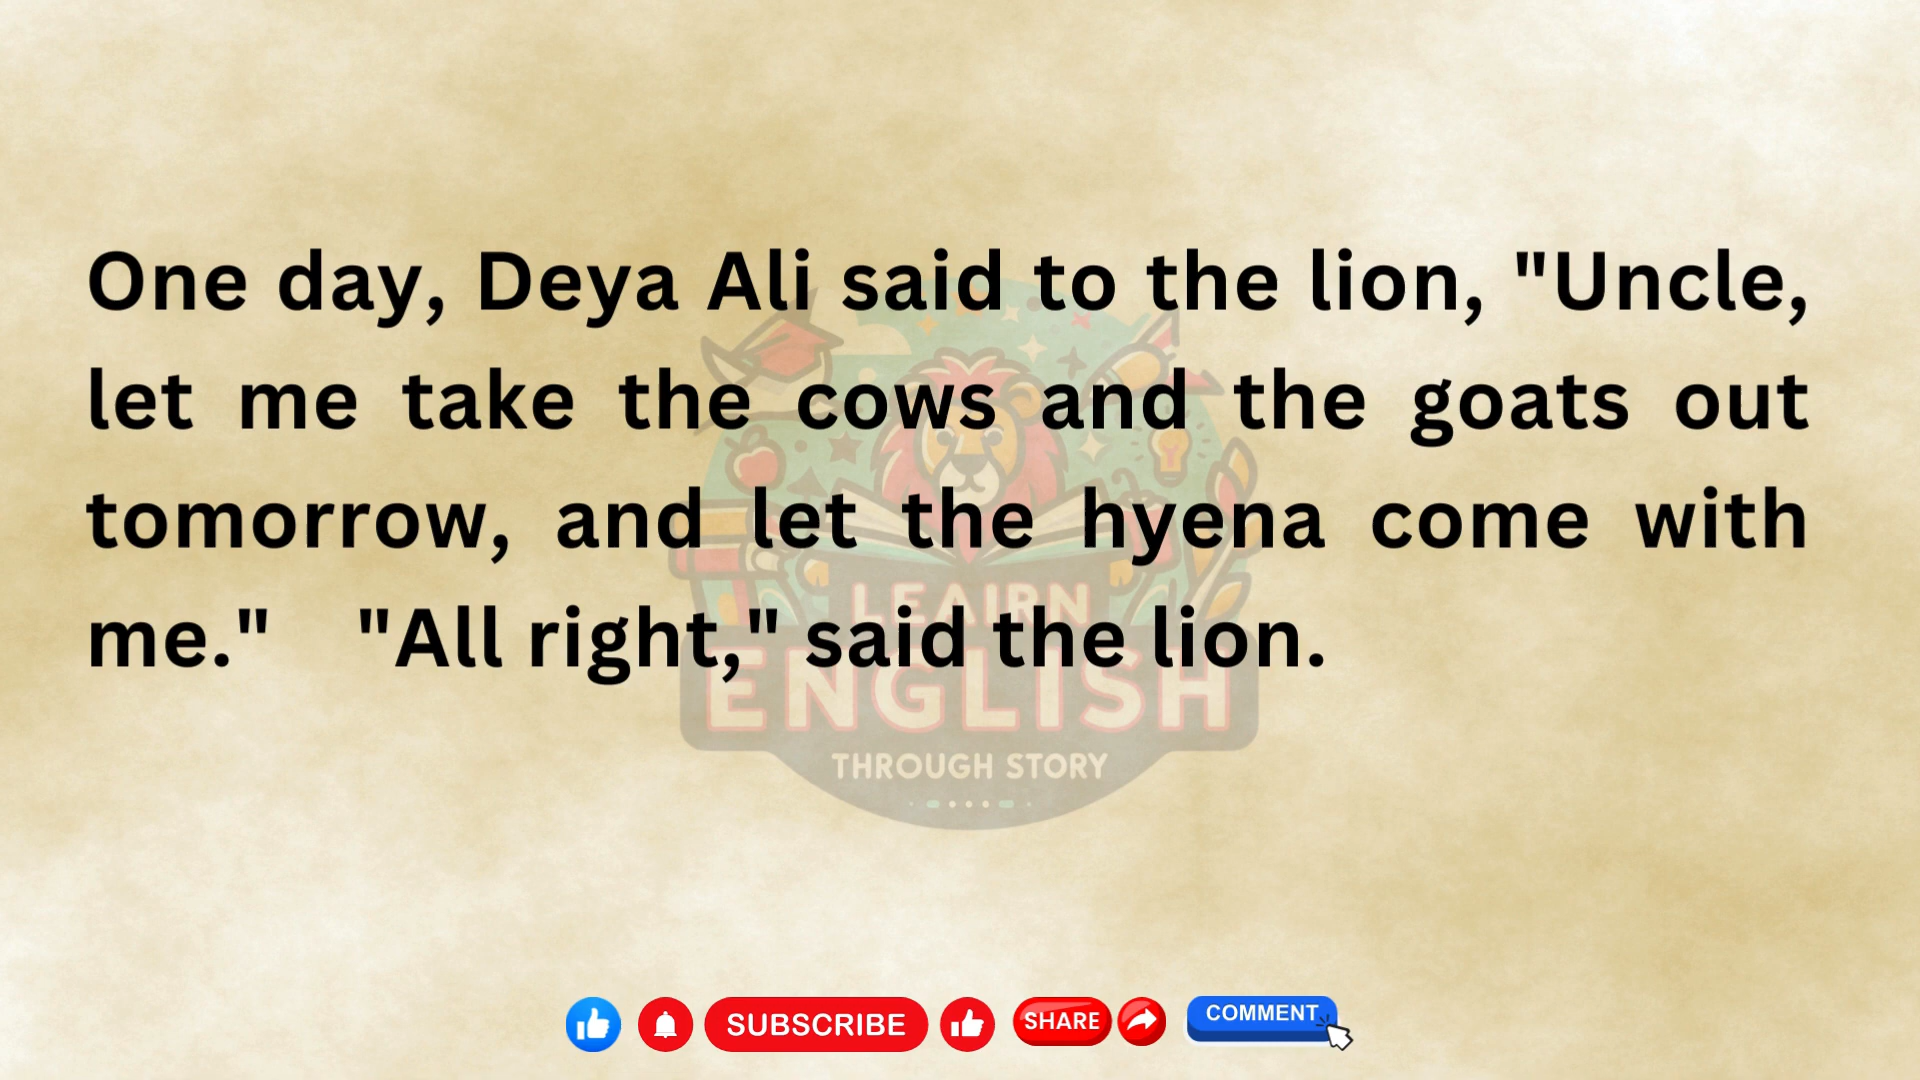 One day, Deya Ali said to the lion, "Uncle,
let me take the cows and the goats out
tomorrow, and let the hyena come with
me." "All right," said the lion.
LEAIRN
ENGLISH
THROUGH STORY
SUBSCRIBE
SHARE
COMMENT